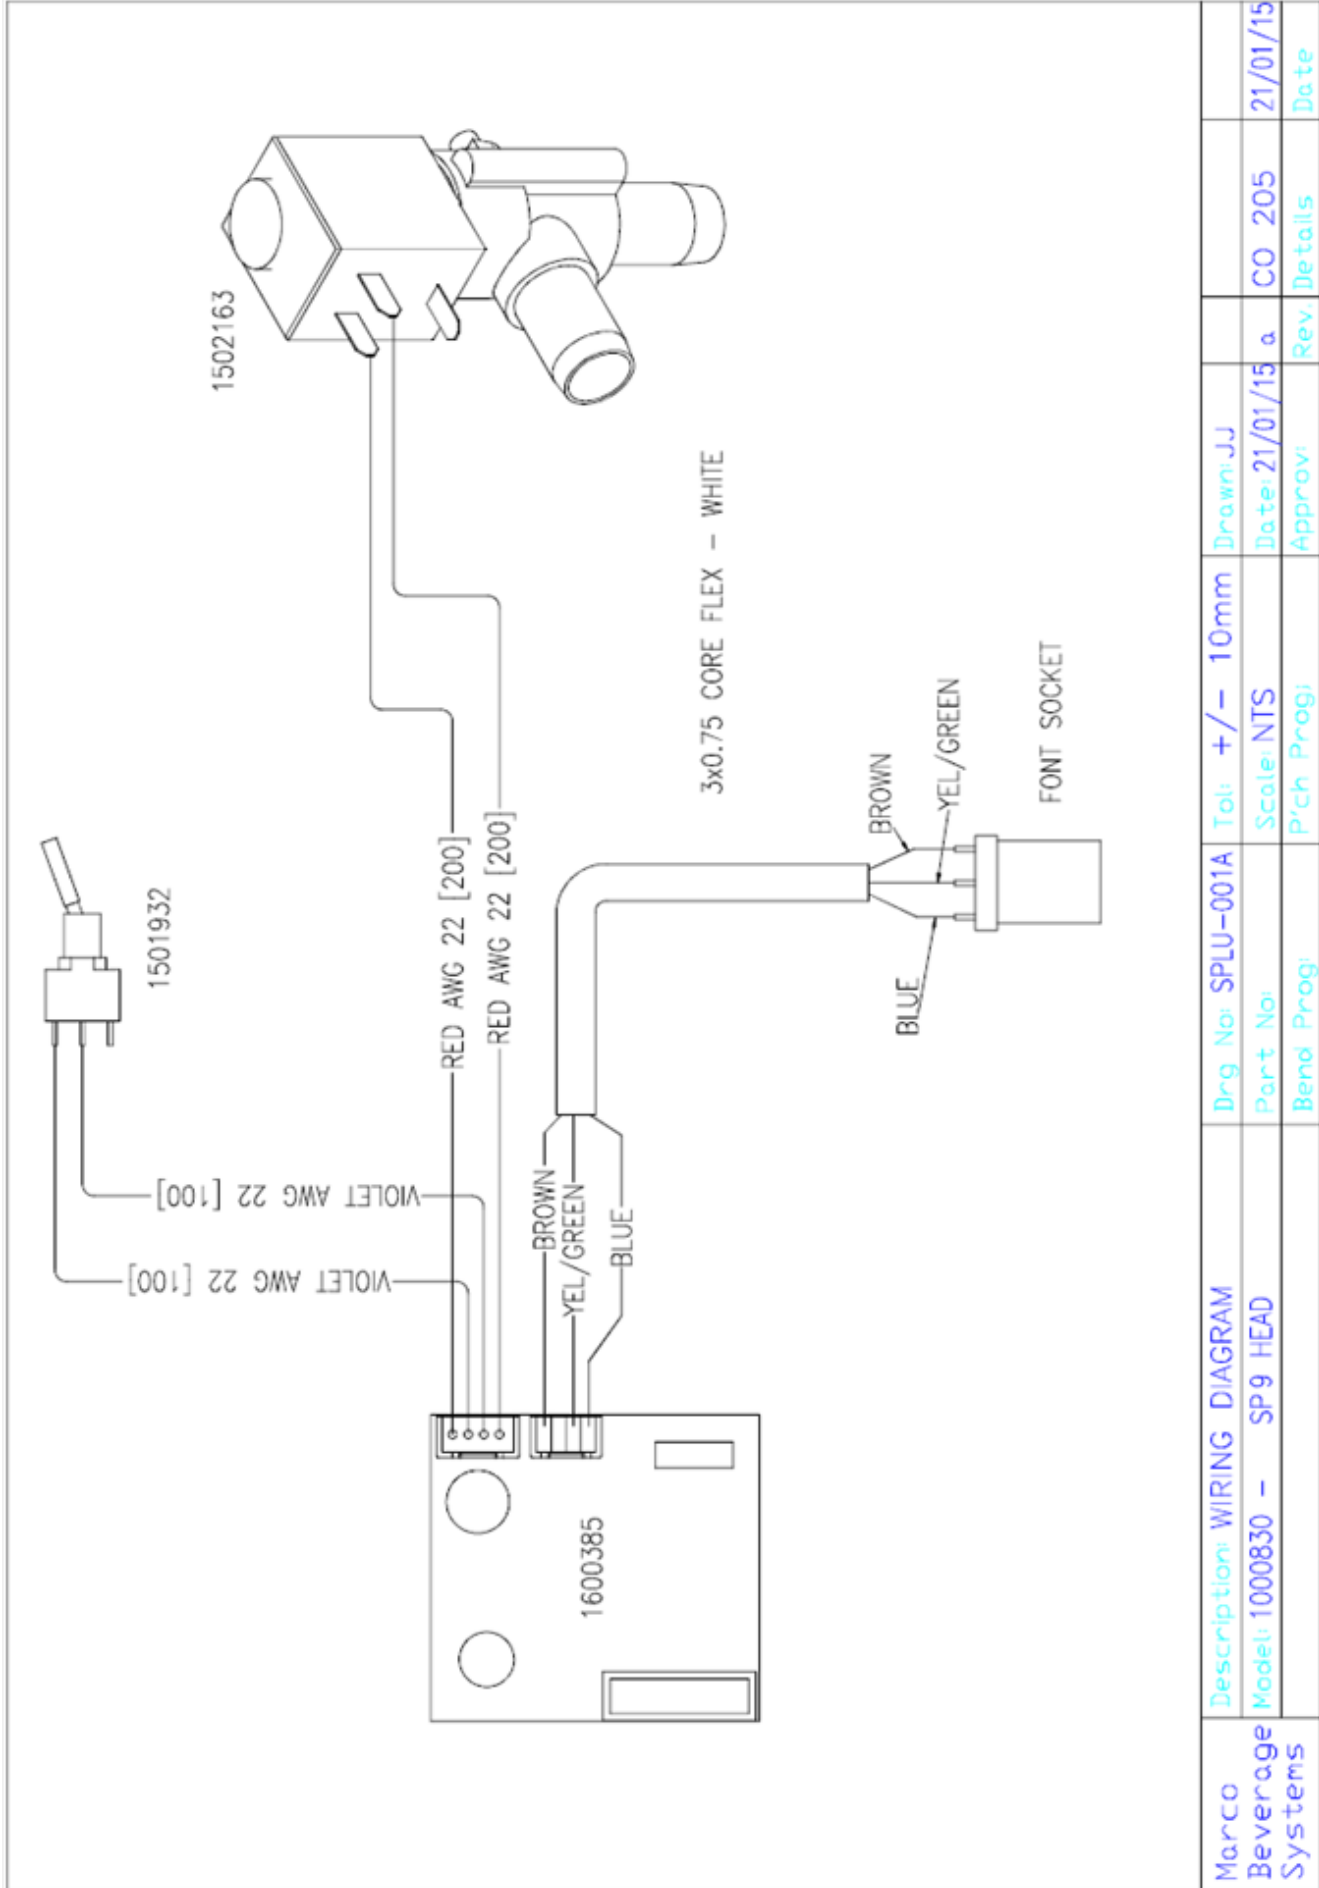 1501932
1502163
VIOLET AWG 22 [100]
VIOLET AWG 22 [100]
RED AWG 22 [200]
RED AWG 22 [200]
3x0.75 CORE FLEX - WHITE
BROWN
YEL/GREEN
BLUE
1600385
BROWN
YEL/GREEN
BLUE
FONT SOCKET
Marco
Beverage
Systems
Description: WIRING DIAGRAM
Model: 1000830 - SP9 HEAD
Drg No: SPLU-001A
Part No:
Bend Prog:
Tol: +/- 10mm
Scale: NTS
P'ch Prog:
Drawn: JJ
Date: 21/01/15
Approv:
a CO 205 21/01/15
Rev. Details Date